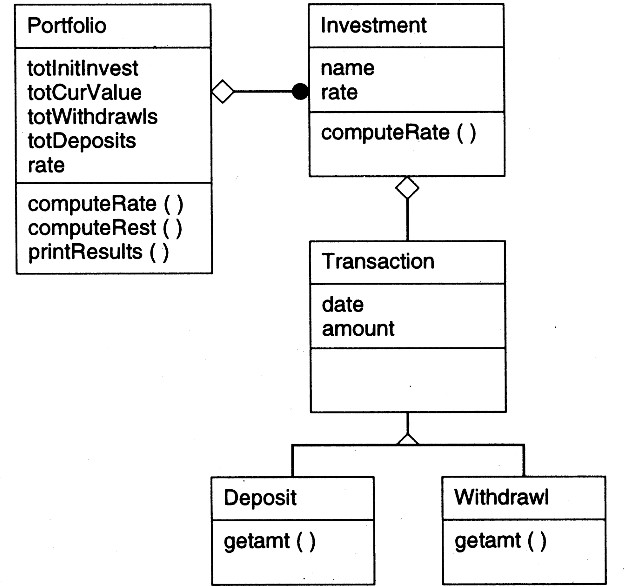 Portfolio
totInitInvest
totCurValue
totWithdrawls
totDeposits
rate
computeRate ( )
computeRest ( )
printResults ( )
Investment
name
rate
computeRate ( )
Transaction
date
amount
Deposit
getamt ( )
Withdrawl
getamt ( )